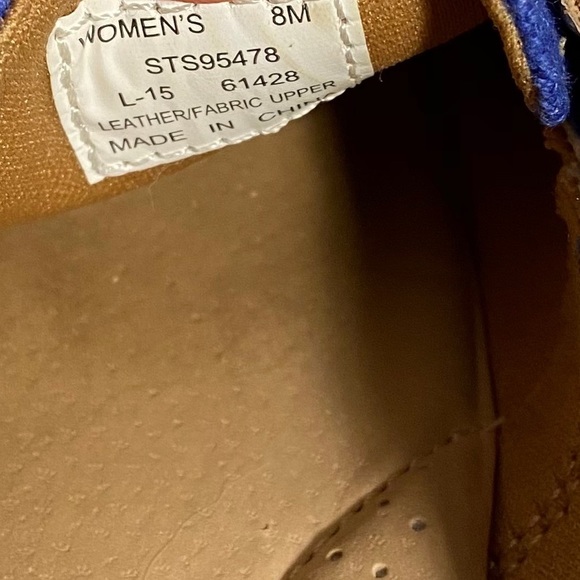 WOMEN'S 8M
STS95478
L-15 61428
LEATHER/FABRIC UPPER
MADE IN CHINA